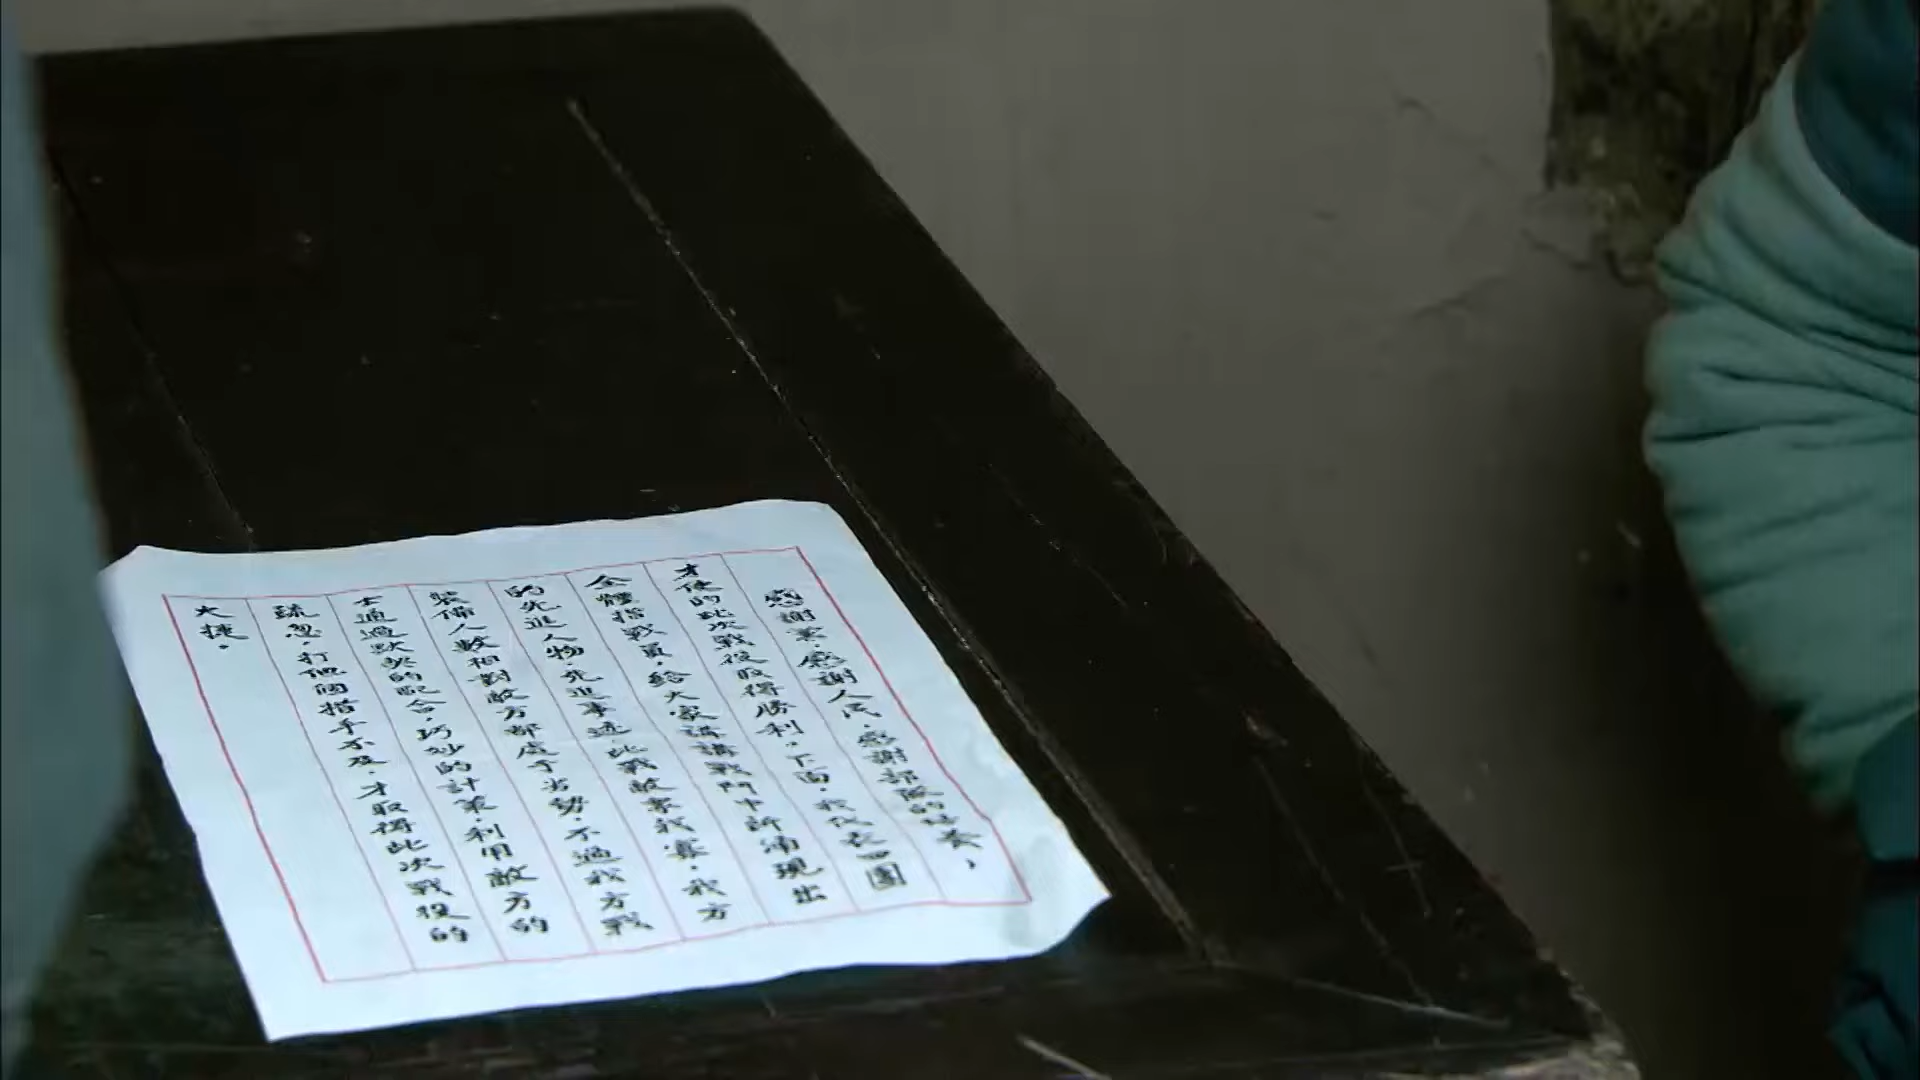 感謝黨，感謝人民，感謝部隊的培養，
才使的此次戰役取得勝利。下面，我代表四團
全體指戰員，給大家講講戰鬥中所涌現出
的先進人物，先進事迹，此戰敵衆我寡，我方
裝備人數相對敵方都處于劣勢，不過我方戰
士通過默契的配合，巧妙的計策，利用敵方的
疏忽，打他個措手不及，才取得此次戰役的
大捷。